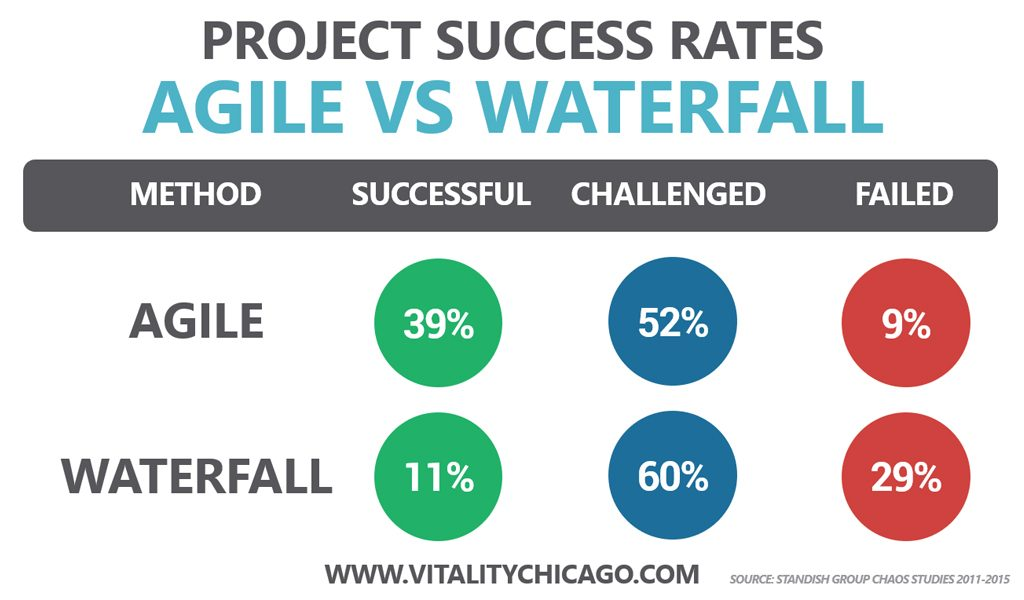 PROJECT SUCCESS RATES
AGILE VS WATERFALL
METHOD SUCCESSFUL CHALLENGED FAILED
AGILE 39% 52% 9%
WATERFALL 11% 60% 29%
WWW.VITALITYCHICAGO.COM
SOURCE: STANDISH GROUP CHAOS STUDIES 2011-2015